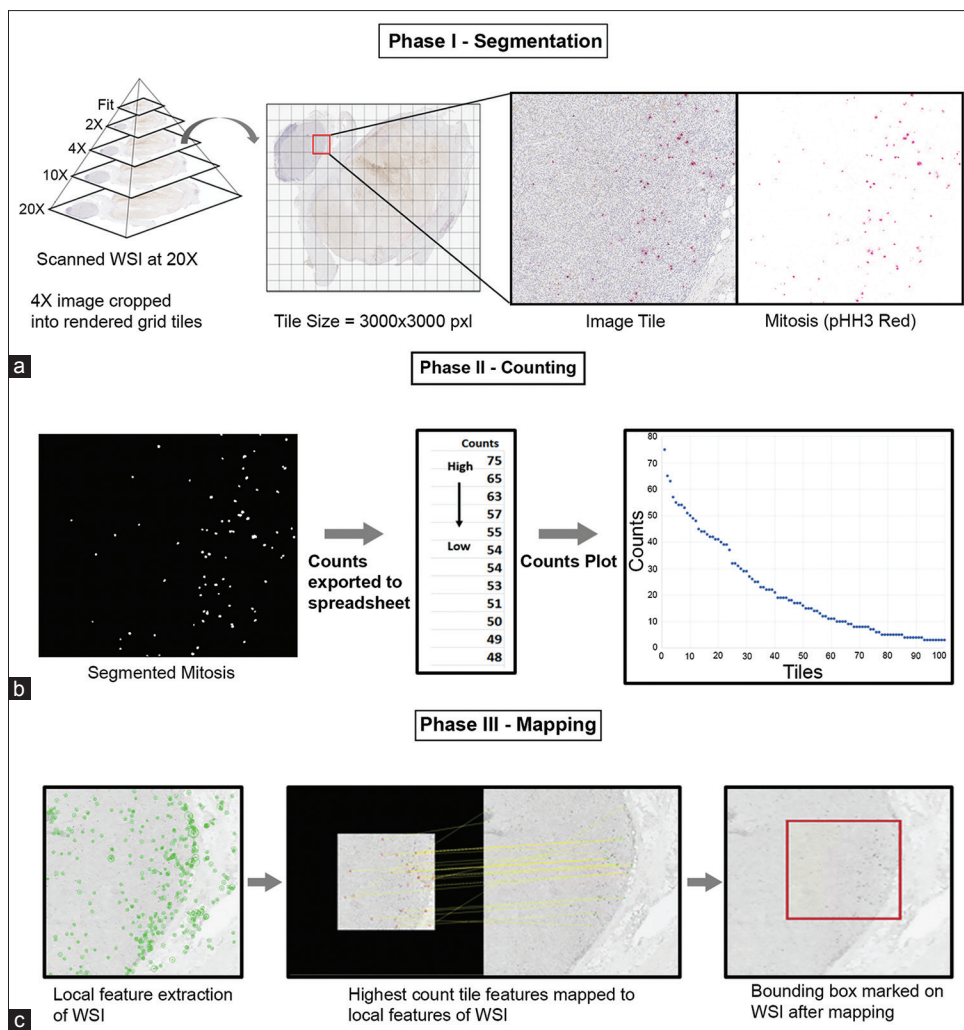 Phase I - Segmentation
Fit
2X
4X
10X
20X
Scanned WSI at 20X
4X image cropped
into rendered grid tiles
Tile Size = 3000x3000 pxl
Image Tile
Mitosis (pHH3 Red)
a
Phase II - Counting
Counts
exported to
spreadsheet
Counts
High
Low
75
65
63
57
55
54
54
53
51
50
49
48
Counts Plot
80
70
60
50
40
30
20
10
0
Counts
0 10 20 30 40 50 60 70 80 90 100
Tiles
Segmented Mitosis
b
Phase III - Mapping
Local feature extraction
of WSI
Highest count tile features mapped to
local features of WSI
Bounding box marked on
WSI after mapping
c